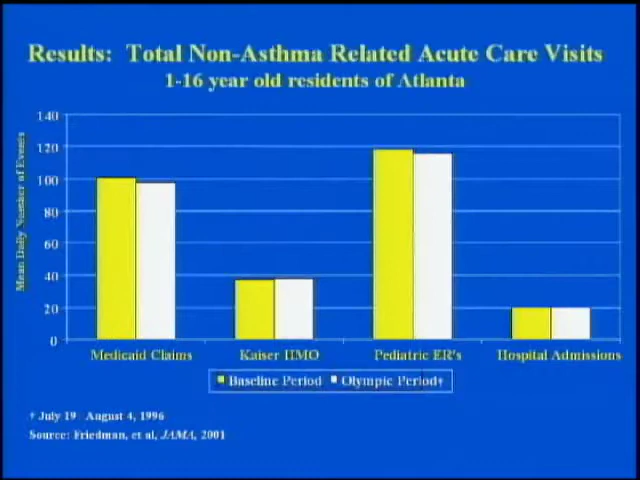 Results: Total Non-Asthma Related Acute Care Visits
1-16 year old residents of Atlanta
Mean Daily Number of Events
140
120
100
80
60
40
20
0
Medicaid Claims
Kaiser HMO
Pediatric ER's
Hospital Admissions
Baseline Period
Olympic Period†
† July 19 August 4, 1996
Source: Friedman, et al, JAMA, 2001